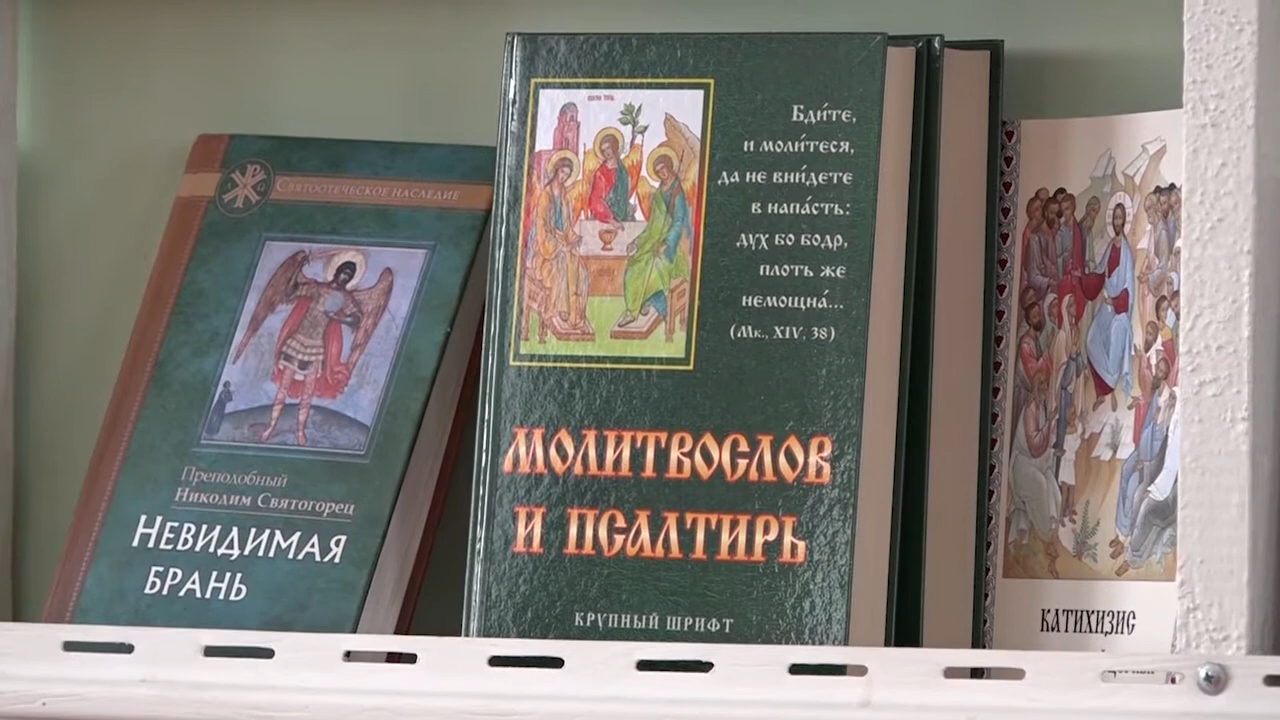 Святоотеческое наследие
Преподобный
Никодим Святогорец
Невидимая
брань
Бди́те,
и моли́теся,
да не вни́дете
в напа́сть:
дух бо бодр,
плоть же
немощна́...
(Мк., XIV, 38)
МОЛИТВОСЛОВ
И ПСАЛТИРЬ
КРУПНЫЙ ШРИФТ
КАТИХИЗИС